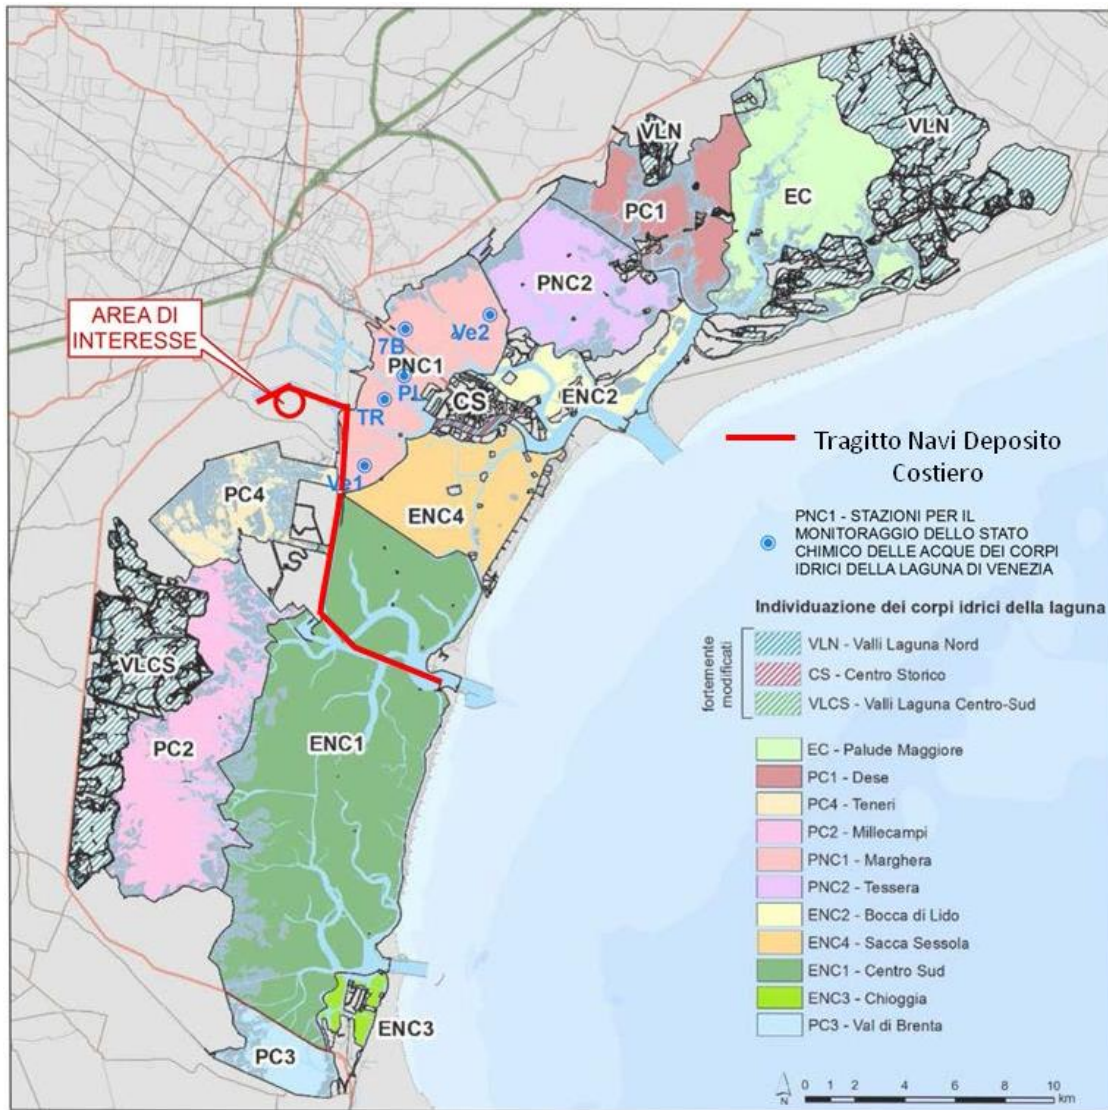 VLN
VLN
PC1
EC
PNC2
AREA DI
INTERESSE
Ve2
7B
PNC1
PL
TR
CS
ENC2
Ve1
PC4
ENC4
VLCS
PC2
ENC1
ENC3
PC3
Tragitto Navi Deposito
Costiero
PNC1 - STAZIONI PER IL
MONITORAGGIO DELLO STATO
CHIMICO DELLE ACQUE DEI CORPI
IDRICI DELLA LAGUNA DI VENEZIA
Individuazione dei corpi idrici della laguna
fortemente
modificati
VLN - Valli Laguna Nord
CS - Centro Storico
VLCS - Valli Laguna Centro-Sud
EC - Palude Maggiore
PC1 - Dese
PC4 - Teneri
PC2 - Millecampi
PNC1 - Marghera
PNC2 - Tessera
ENC2 - Bocca di Lido
ENC4 - Sacca Sessola
ENC1 - Centro Sud
ENC3 - Chioggia
PC3 - Val di Brenta
N
0 1 2 4 6 8 10
km